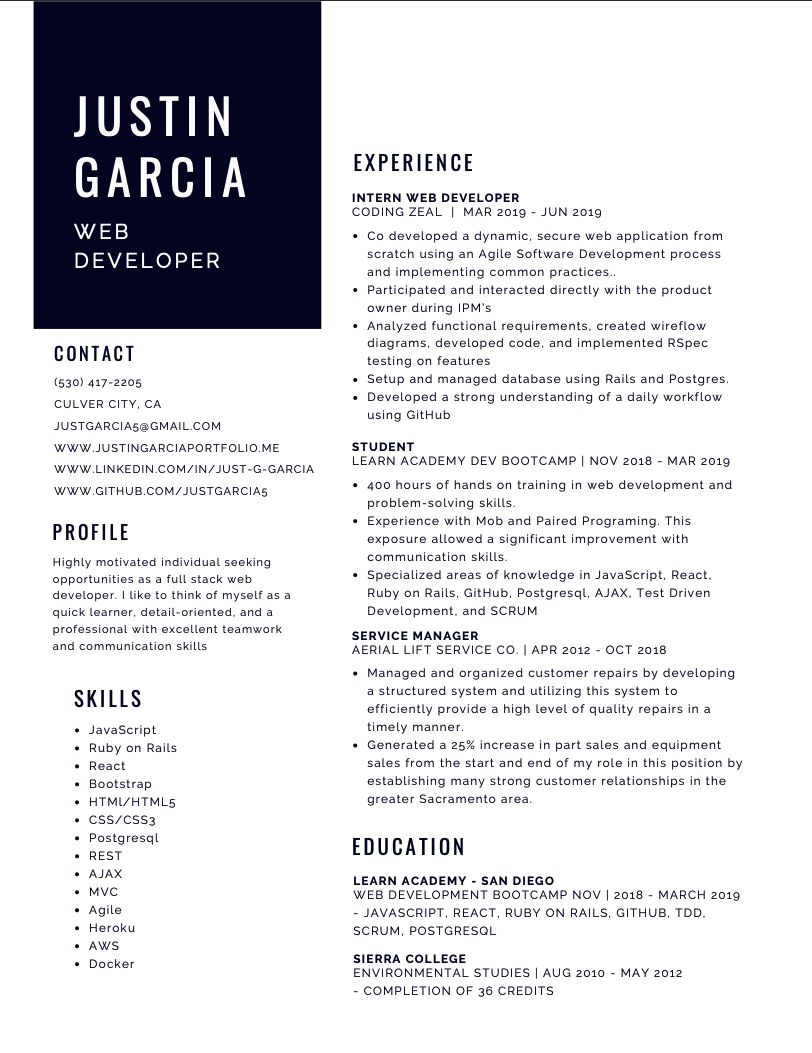 JUSTIN
GARCIA
WEB
DEVELOPER
CONTACT
(530) 417-2205
CULVER CITY, CA
JUSTGARCIA5@GMAIL.COM
WWW.JUSTINGARCIAPORTFOLIO.ME
WWW.LINKEDIN.COM/IN/JUST-G-GARCIA
WWW.GITHUB.COM/JUSTGARCIA5
PROFILE
Highly motivated individual seeking
opportunities as a full stack web
developer. I like to think of myself as a
quick learner, detail-oriented, and a
professional with excellent teamwork
and communication skills
SKILLS
• JavaScript
• Ruby on Rails
• React
• Bootstrap
• HTMl/HTML5
• CSS/CSS3
• Postgresql
• REST
• AJAX
• MVC
• Agile
• Heroku
• AWS
• Docker
EXPERIENCE
INTERN WEB DEVELOPER
CODING ZEAL | MAR 2019 - JUN 2019
• Co developed a dynamic, secure web application from
scratch using an Agile Software Development process
and implementing common practices..
• Participated and interacted directly with the product
owner during IPM's
• Analyzed functional requirements, created wireflow
diagrams, developed code, and implemented RSpec
testing on features
• Setup and managed database using Rails and Postgres.
• Developed a strong understanding of a daily workflow
using GitHub
STUDENT
LEARN ACADEMY DEV BOOTCAMP | NOV 2018 - MAR 2019
• 400 hours of hands on training in web development and
problem-solving skills.
• Experience with Mob and Paired Programing. This
exposure allowed a significant improvement with
communication skills.
• Specialized areas of knowledge in JavaScript, React,
Ruby on Rails, GitHub, Postgresql, AJAX, Test Driven
Development, and SCRUM
SERVICE MANAGER
AERIAL LIFT SERVICE CO. | APR 2012 - OCT 2018
• Managed and organized customer repairs by developing
a structured system and utilizing this system to
efficiently provide a high level of quality repairs in a
timely manner.
• Generated a 25% increase in part sales and equipment
sales from the start and end of my role in this position by
establishing many strong customer relationships in the
greater Sacramento area.
EDUCATION
LEARN ACADEMY - SAN DIEGO
WEB DEVELOPMENT BOOTCAMP NOV | 2018 - MARCH 2019
- JAVASCRIPT, REACT, RUBY ON RAILS, GITHUB, TDD,
SCRUM, POSTGRESQL
SIERRA COLLEGE
ENVIRONMENTAL STUDIES | AUG 2010 - MAY 2012
- COMPLETION OF 36 CREDITS